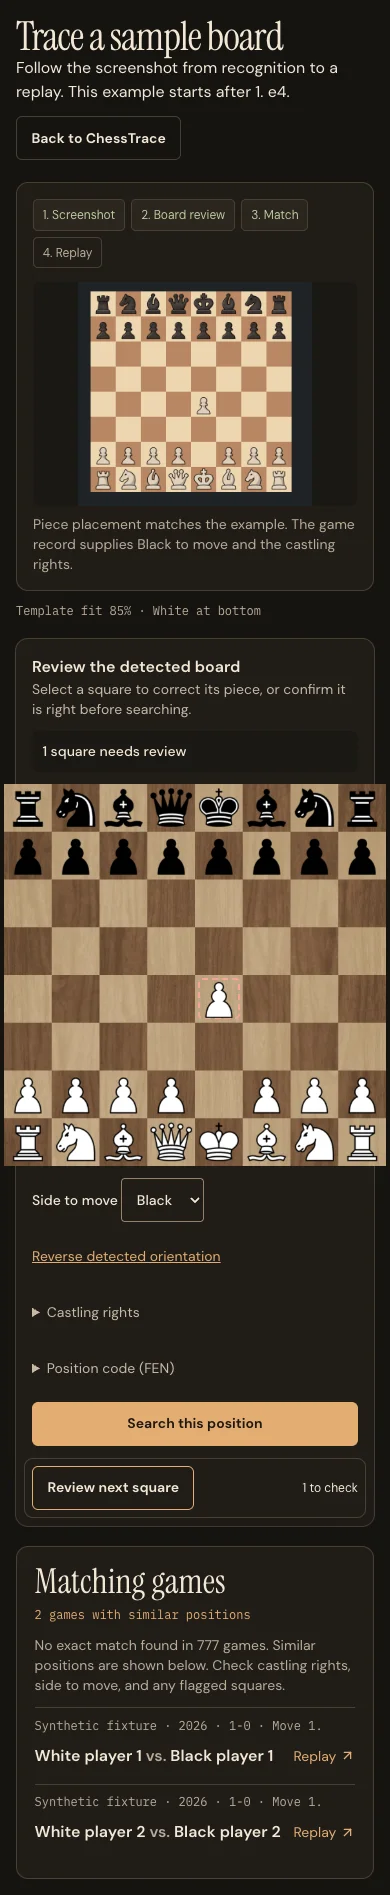 Trace a sample board
Follow the screenshot from recognition to a
replay. This example starts after 1. e4.
Back to ChessTrace
1. Screenshot
2. Board review
3. Match
4. Replay
Piece placement matches the example. The game
record supplies Black to move and the castling
rights.
Template fit 85% · White at bottom
Review the detected board
Select a square to correct its piece, or confirm it
is right before searching.
1 square needs review
Side to move Black
Reverse detected orientation
Castling rights
Position code (FEN)
Search this position
Review next square 1 to check
Matching games
2 games with similar positions
No exact match found in 777 games. Similar
positions are shown below. Check castling rights,
side to move, and any flagged squares.
Synthetic fixture · 2026 · 1-0 · Move 1.
White player 1 vs. Black player 1 Replay ↗
Synthetic fixture · 2026 · 1-0 · Move 1.
White player 2 vs. Black player 2 Replay ↗